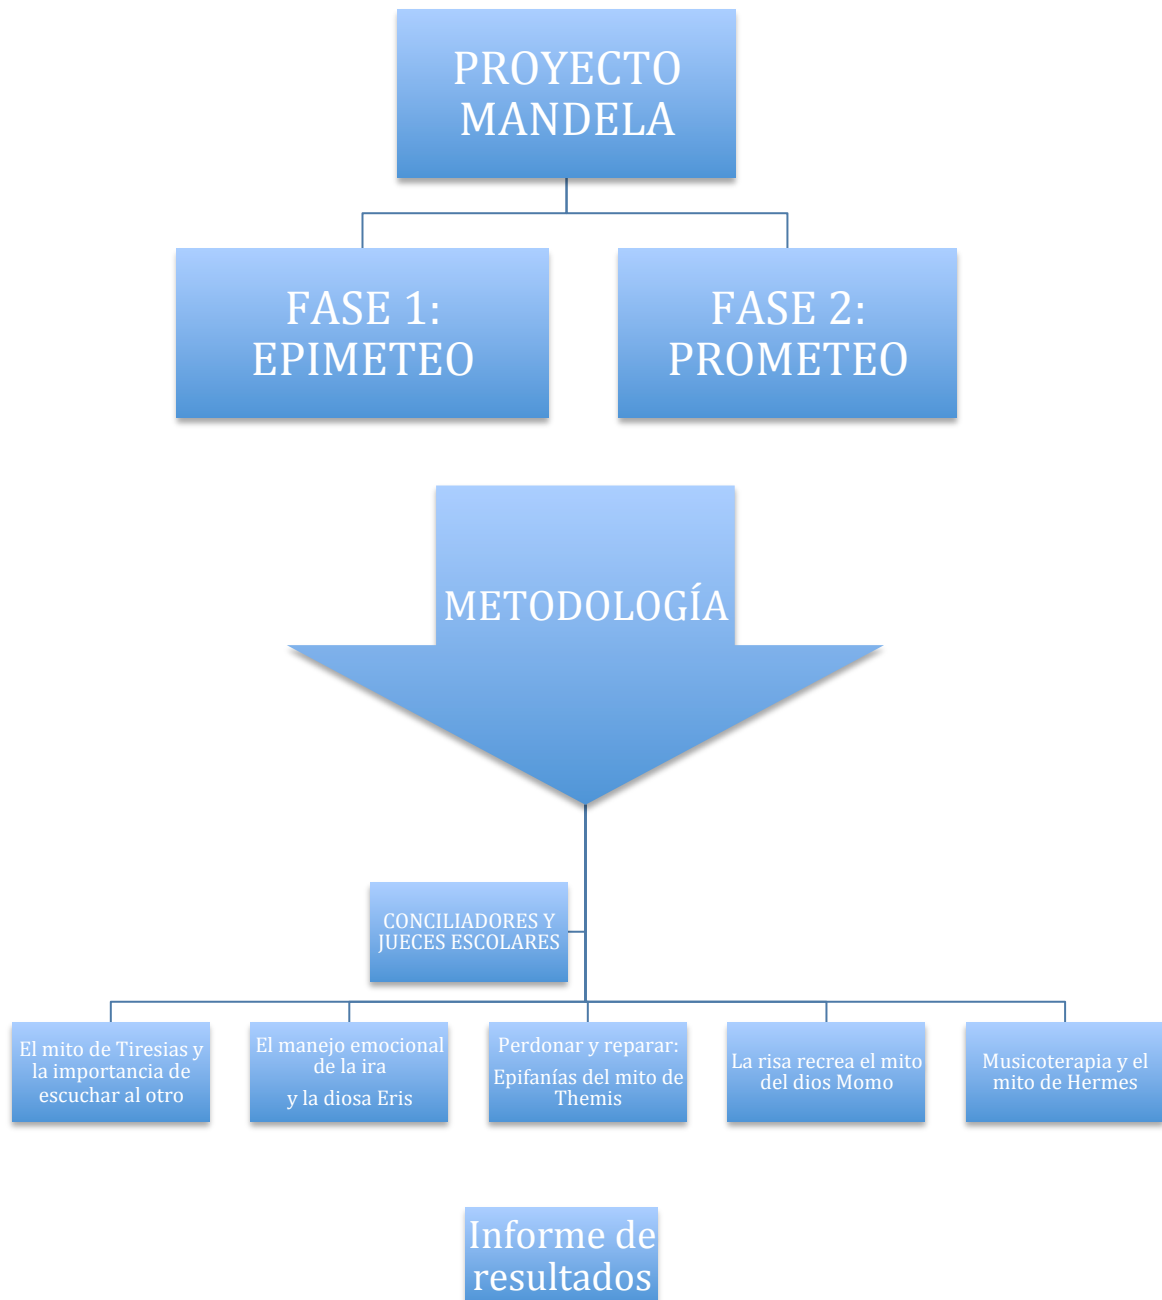 PROYECTO
MANDELA
FASE 1:
EPIMETEO
FASE 2:
PROMETEO
METODOLOGÍA
CONCILIADORES Y
JUECES ESCOLARES
El mito de Tiresias y
la importancia de
escuchar al otro
El manejo emocional
de la ira
y la diosa Eris
Perdonar y reparar:
Epifanías del mito de
Themis
La risa recrea el mito
del dios Momo
Musicoterapia y el
mito de Hermes
Informe de
resultados